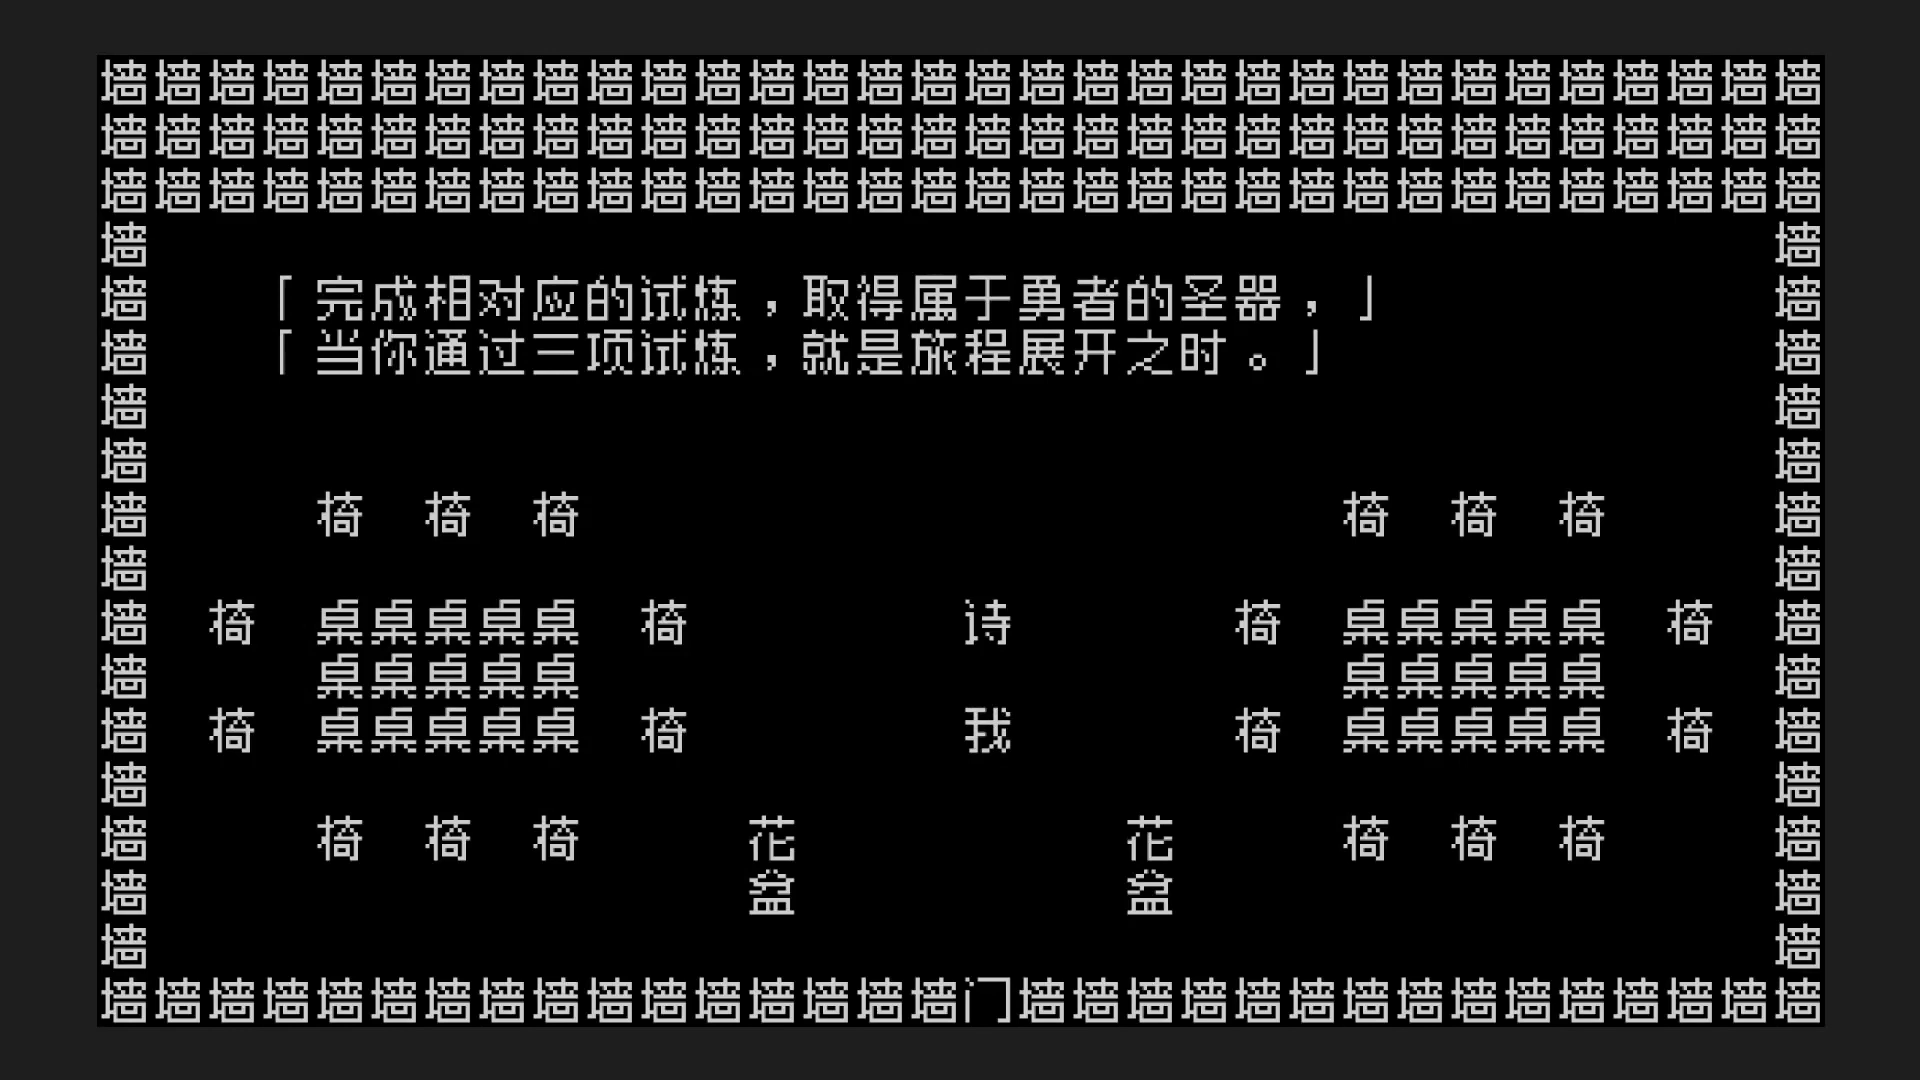 墙墙墙墙墙墙墙墙墙墙墙墙墙墙墙墙墙墙墙墙墙墙墙墙墙墙墙墙墙墙墙墙
墙墙墙墙墙墙墙墙墙墙墙墙墙墙墙墙墙墙墙墙墙墙墙墙墙墙墙墙墙墙墙墙
墙墙墙墙墙墙墙墙墙墙墙墙墙墙墙墙墙墙墙墙墙墙墙墙墙墙墙墙墙墙墙墙
墙 墙
墙 「完成相对应的试炼，取得属于勇者的圣器，」 墙
墙 「当你通过三项试炼，就是旅程展开之时。」 墙
墙 墙
墙 墙
墙 椅 椅 椅 椅 椅 椅 墙
墙 墙
墙 椅 桌桌桌桌桌 椅 诗 椅 桌桌桌桌桌 椅 墙
墙 桌桌桌桌桌 桌桌桌桌桌 墙
墙 椅 桌桌桌桌桌 椅 我 椅 桌桌桌桌桌 椅 墙
墙 墙
墙 椅 椅 椅 花 花 椅 椅 椅 墙
墙 盆 盆 墙
墙 墙
墙墙墙墙墙墙墙墙墙墙墙墙墙墙墙墙门墙墙墙墙墙墙墙墙墙墙墙墙墙墙墙